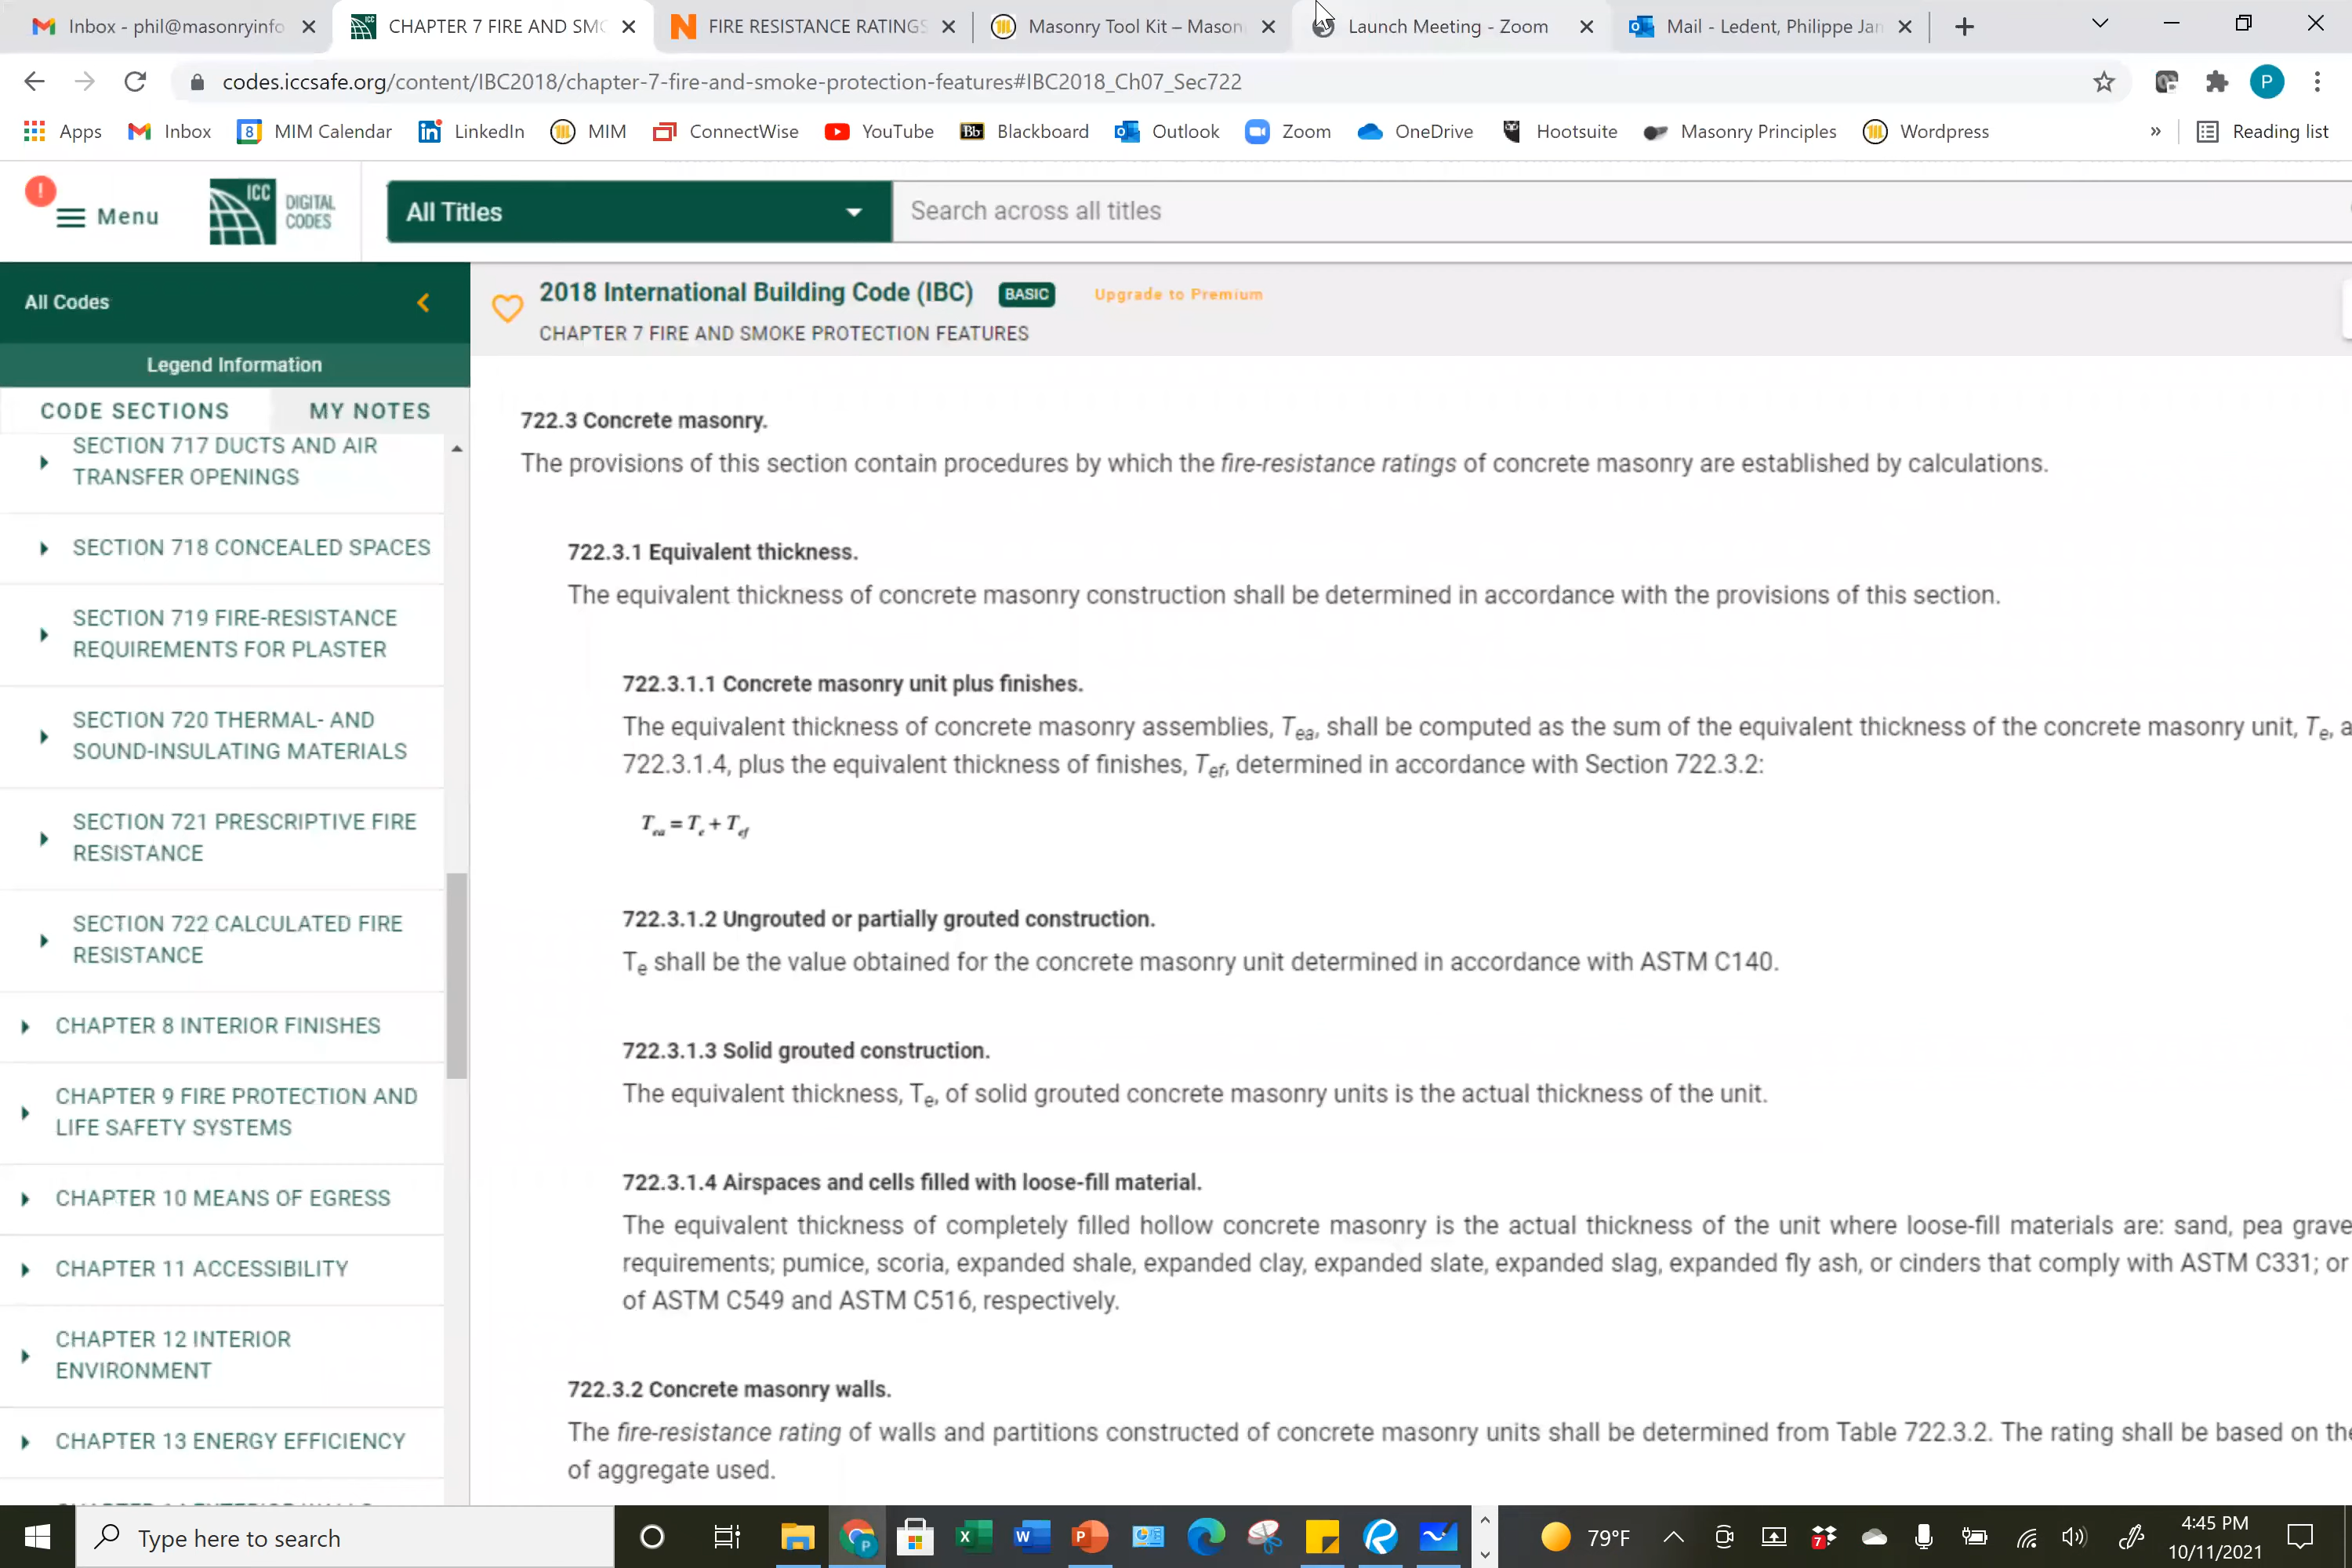 Inbox - phil@masonryinfo
CHAPTER 7 FIRE AND SMO
FIRE RESISTANCE RATINGS
Masonry Tool Kit – Mason
Launch Meeting - Zoom
Mail - Ledent, Philippe Jan
codes.iccsafe.org/content/IBC2018/chapter-7-fire-and-smoke-protection-features#IBC2018_Ch07_Sec722
P
Apps
Inbox
8 MIM Calendar
LinkedIn
MIM
ConnectWise
YouTube
Bb Blackboard
Outlook
Zoom
OneDrive
Hootsuite
Masonry Principles
Wordpress
»
Reading list
! Menu
ICC DIGITAL
CODES
All Titles
Search across all titles
All Codes
Legend Information
CODE SECTIONS MY NOTES
SECTION 717 DUCTS AND AIR
TRANSFER OPENINGS
SECTION 718 CONCEALED SPACES
SECTION 719 FIRE-RESISTANCE
REQUIREMENTS FOR PLASTER
SECTION 720 THERMAL- AND
SOUND-INSULATING MATERIALS
SECTION 721 PRESCRIPTIVE FIRE
RESISTANCE
SECTION 722 CALCULATED FIRE
RESISTANCE
CHAPTER 8 INTERIOR FINISHES
CHAPTER 9 FIRE PROTECTION AND
LIFE SAFETY SYSTEMS
CHAPTER 10 MEANS OF EGRESS
CHAPTER 11 ACCESSIBILITY
CHAPTER 12 INTERIOR
ENVIRONMENT
CHAPTER 13 ENERGY EFFICIENCY
2018 International Building Code (IBC) BASIC Upgrade to Premium
CHAPTER 7 FIRE AND SMOKE PROTECTION FEATURES
722.3 Concrete masonry.
The provisions of this section contain procedures by which the fire-resistance ratings of concrete masonry are established by calculations.
722.3.1 Equivalent thickness.
The equivalent thickness of concrete masonry construction shall be determined in accordance with the provisions of this section.
722.3.1.1 Concrete masonry unit plus finishes.
The equivalent thickness of concrete masonry assemblies, Tea, shall be computed as the sum of the equivalent thickness of the concrete masonry unit, Te, a
722.3.1.4, plus the equivalent thickness of finishes, Tef, determined in accordance with Section 722.3.2:
Tea = Te + Tef
722.3.1.2 Ungrouted or partially grouted construction.
Te shall be the value obtained for the concrete masonry unit determined in accordance with ASTM C140.
722.3.1.3 Solid grouted construction.
The equivalent thickness, Te, of solid grouted concrete masonry units is the actual thickness of the unit.
722.3.1.4 Airspaces and cells filled with loose-fill material.
The equivalent thickness of completely filled hollow concrete masonry is the actual thickness of the unit where loose-fill materials are: sand, pea grave
requirements; pumice, scoria, expanded shale, expanded clay, expanded slate, expanded slag, expanded fly ash, or cinders that comply with ASTM C331; or
of ASTM C549 and ASTM C516, respectively.
722.3.2 Concrete masonry walls.
The fire-resistance rating of walls and partitions constructed of concrete masonry units shall be determined from Table 722.3.2. The rating shall be based on the
of aggregate used.
Type here to search
79°F
4:45 PM
10/11/2021